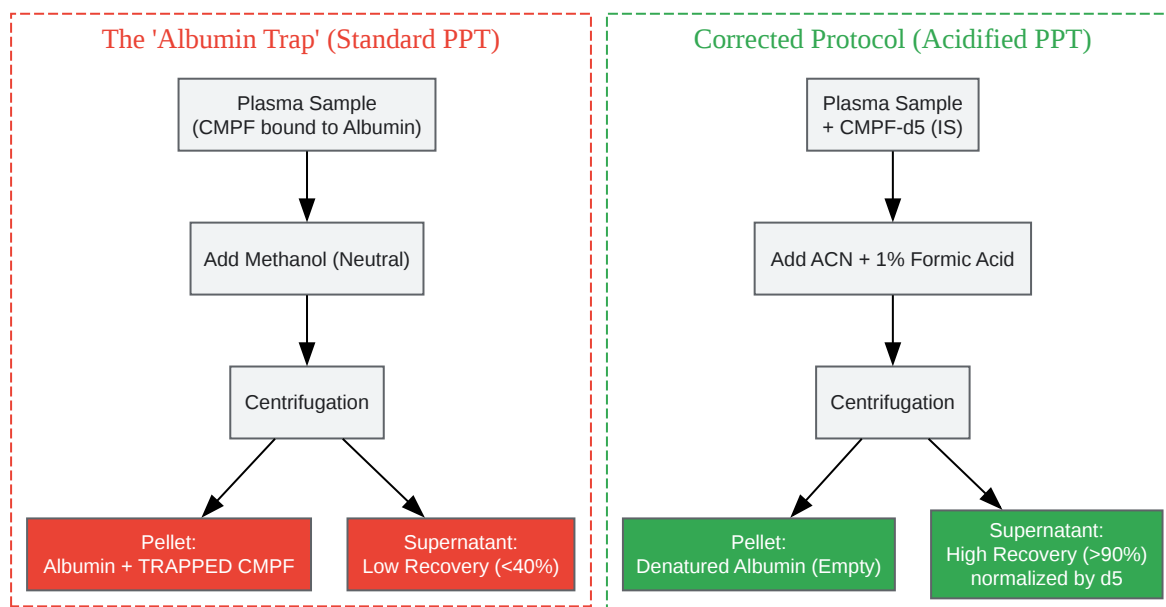 The 'Albumin Trap' (Standard PPT)
Plasma Sample
(CMPF bound to Albumin)
Add Methanol (Neutral)
Centrifugation
Pellet:
Albumin + TRAPPED CMPF
Supernatant:
Low Recovery (<40%)
Corrected Protocol (Acidified PPT)
Plasma Sample
+ CMPF-d5 (IS)
Add ACN + 1% Formic Acid
Centrifugation
Pellet:
Denatured Albumin (Empty)
Supernatant:
High Recovery (>90%)
normalized by d5